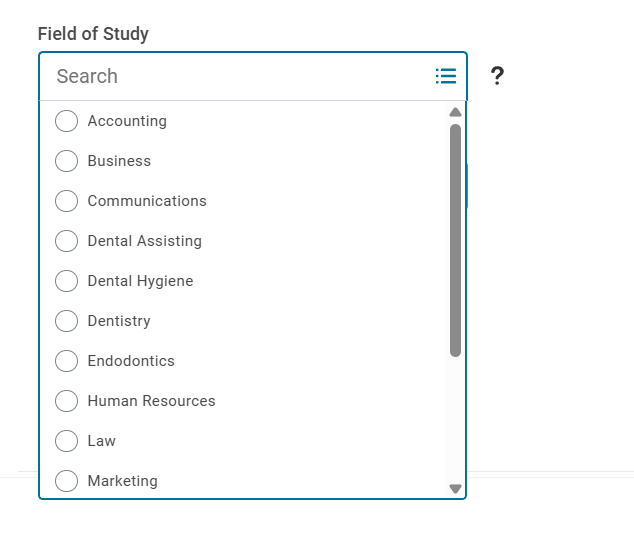 Field of Study
Search
?
Accounting
Business
Communications
Dental Assisting
Dental Hygiene
Dentistry
Endodontics
Human Resources
Law
Marketing